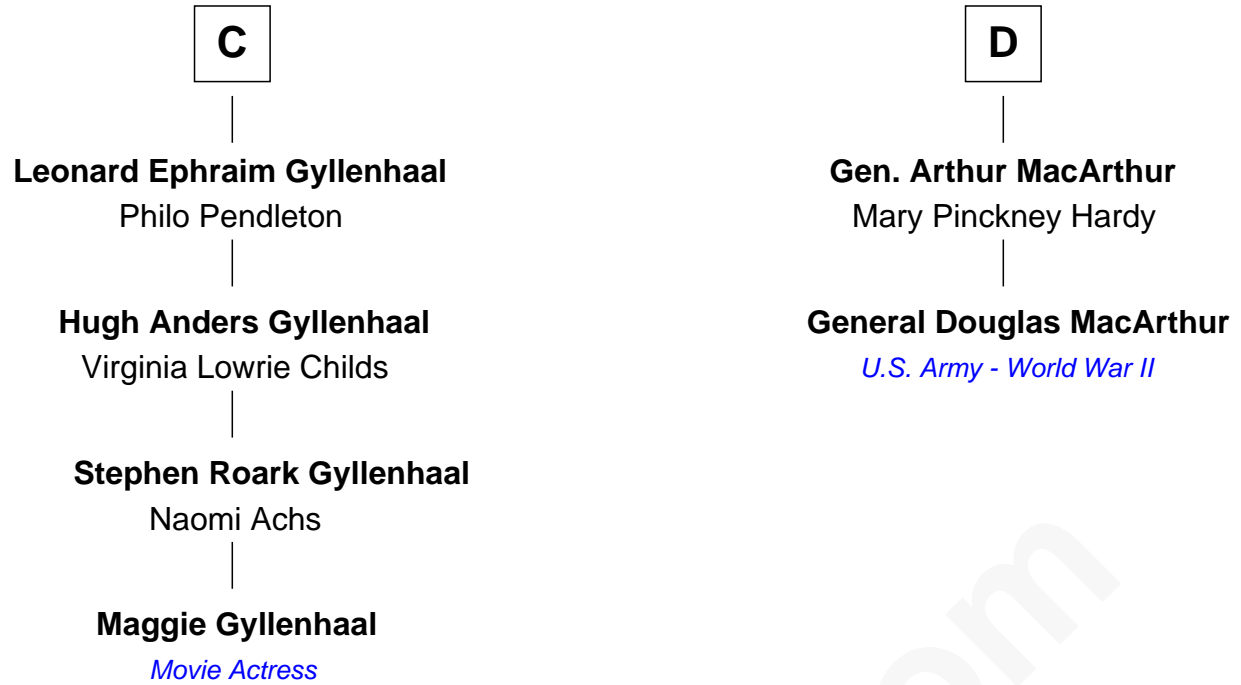 C
Leonard Ephraim Gyllenhaal
Philo Pendleton
Hugh Anders Gyllenhaal
Virginia Lowrie Childs
Stephen Roark Gyllenhaal
Naomi Achs
Maggie Gyllenhaal
Movie Actress
D
Gen. Arthur MacArthur
Mary Pinckney Hardy
General Douglas MacArthur
U.S. Army - World War II
om